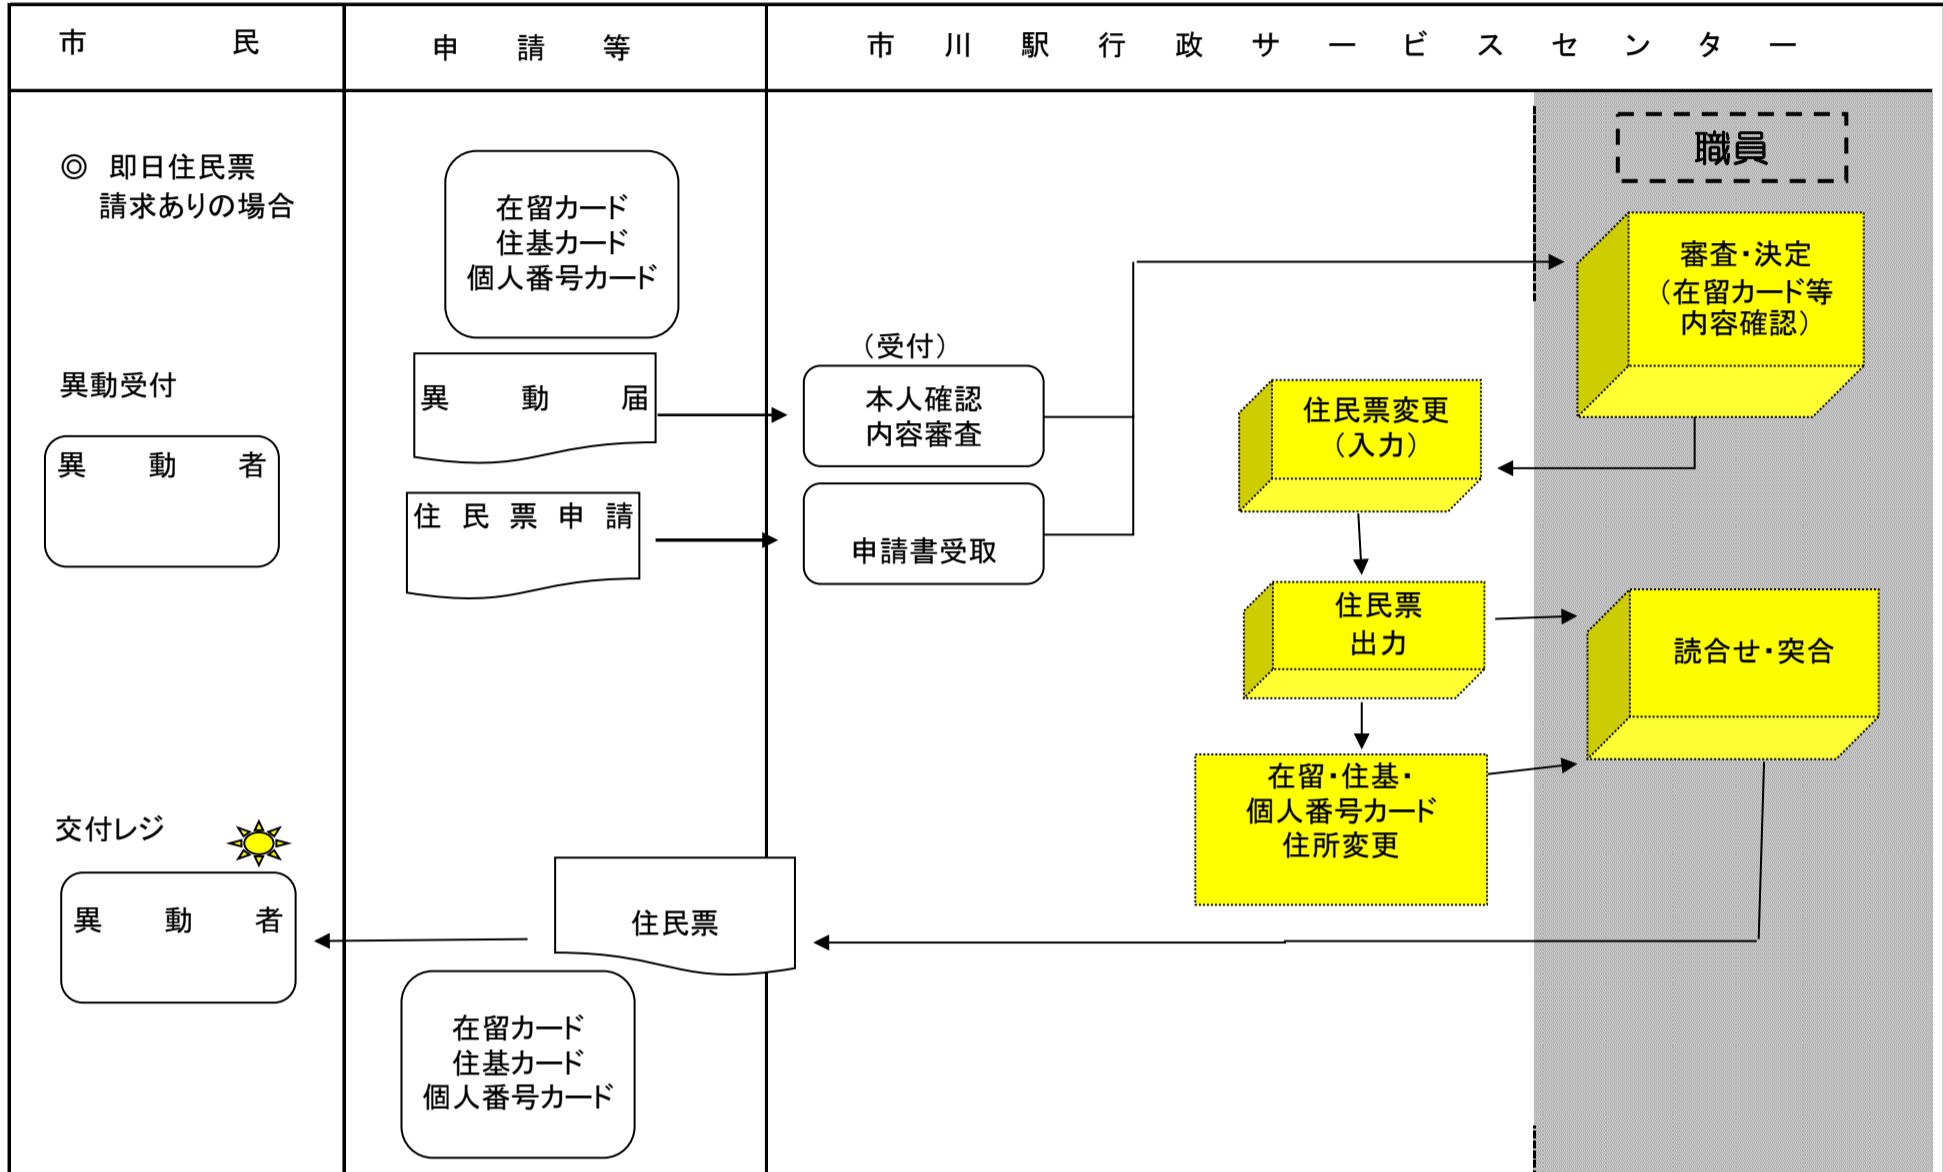 市民
申請等
市川駅行政サービスセンター
◎ 即日住民票
請求ありの場合
在留カード
住基カード
個人番号カード
職員
審査・決定
（在留カード等
内容確認）
（受付）
異動受付
異動届
本人確認
内容審査
住民票変更
（入力）
異動者
住民票申請
申請書受取
住民票
出力
読合せ・突合
在留・住基・
個人番号カード
住所変更
交付レジ
異動者
住民票
在留カード
住基カード
個人番号カード